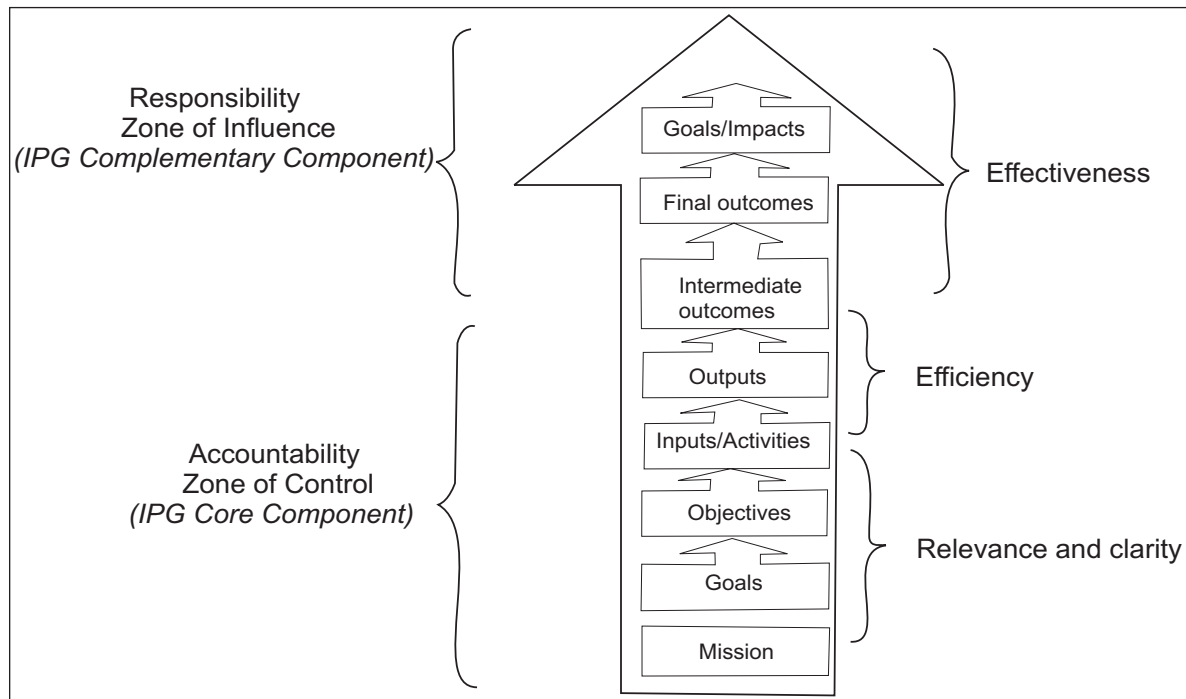 Responsibility
Zone of Influence
(IPG Complementary Component)
Accountability
Zone of Control
(IPG Core Component)
Goals/Impacts
Final outcomes
Intermediate
outcomes
Outputs
Inputs/Activities
Objectives
Goals
Mission
Effectiveness
Efficiency
Relevance and clarity